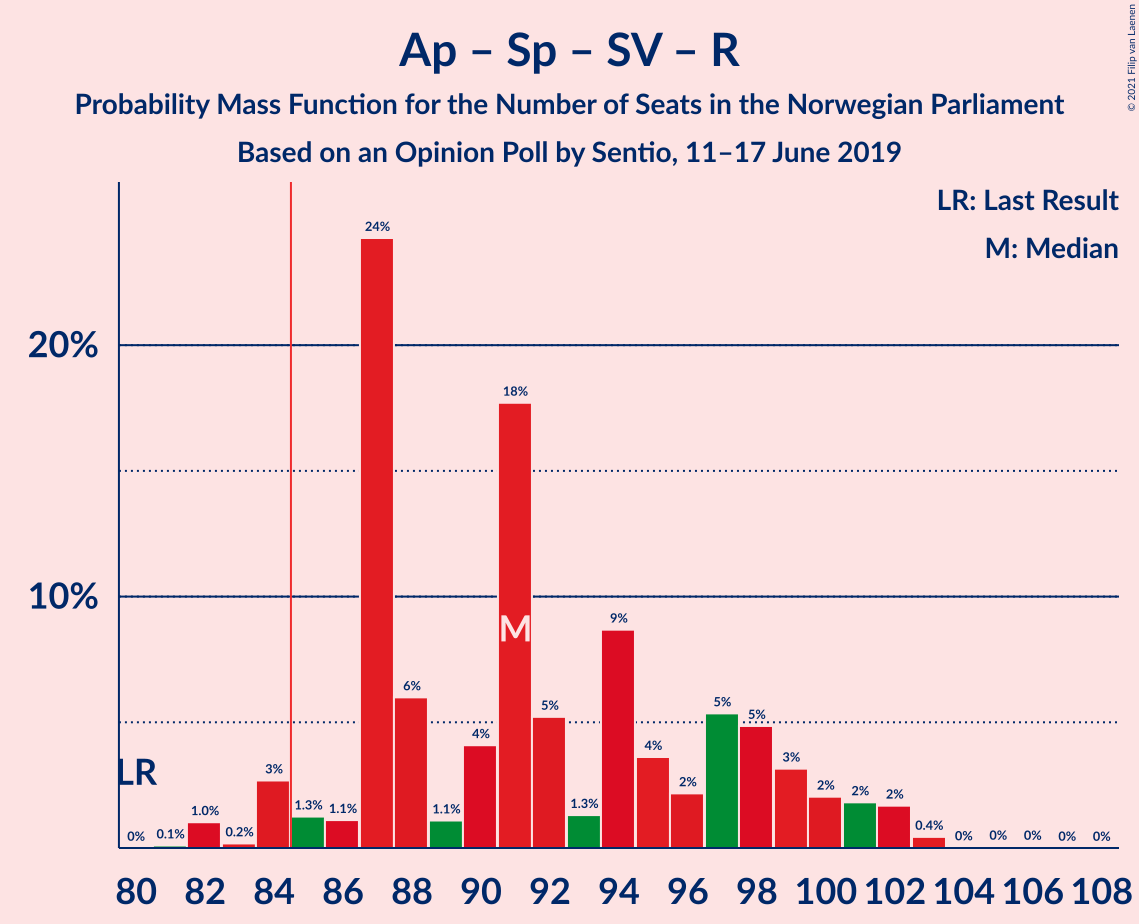 Ap – Sp – SV – R
Probability Mass Function for the Number of Seats in the Norwegian Parliament
Based on an Opinion Poll by Sentio, 11–17 June 2019
© 2021 Filip van Laenen
LR: Last Result
M: Median
20%
10%
LR
M
0% 0.1% 1.0% 0.2% 3% 1.3% 1.1% 24% 6% 1.1% 4% 18% 5% 1.3% 9% 4% 2% 5% 5% 3% 2% 2% 2% 0.4% 0% 0% 0% 0% 0%
80 82 84 86 88 90 92 94 96 98 100 102 104 106 108